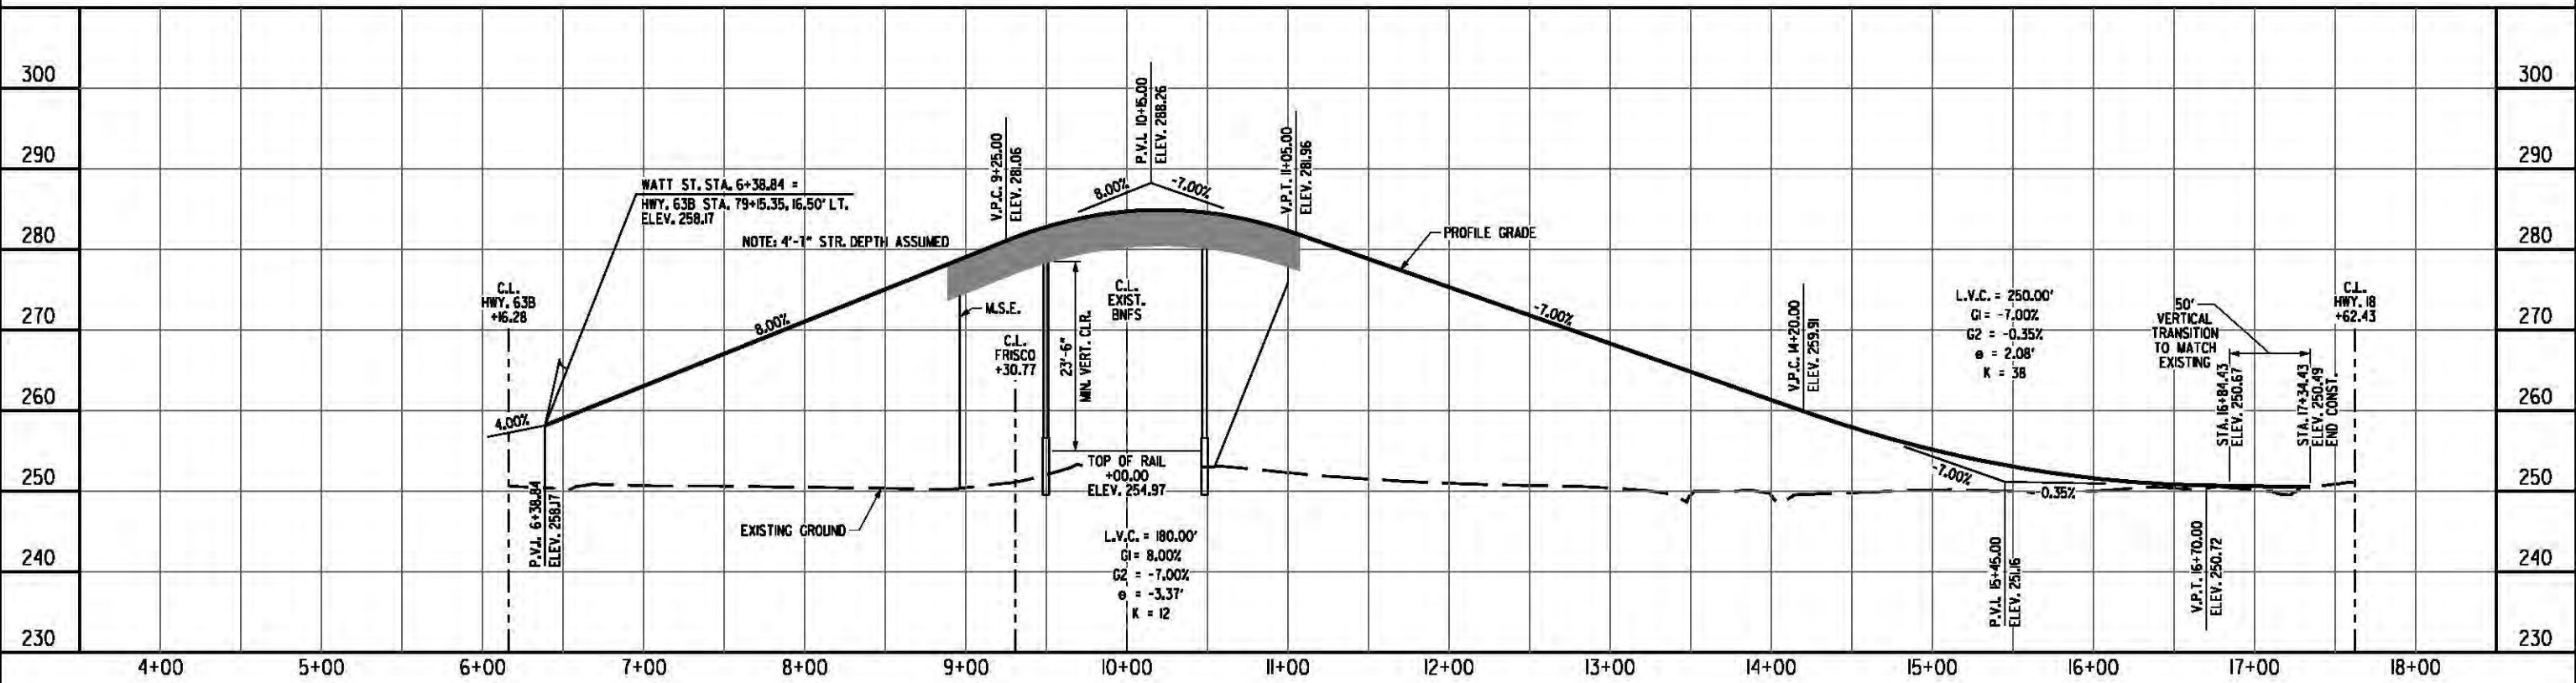 300
290
280
270
260
250
240
230
C.L.
HWY. 63B
+16.28
4.00%
P.V.I. 6+38.84
ELEV. 258.17
WATT ST. STA. 6+38.84 =
HWY. 63B STA. 79+15.35, 16.50' LT.
ELEV. 258.17
NOTE: 4'-7" STR. DEPTH ASSUMED
8.00%
EXISTING GROUND
M.S.E.
C.L.
FRISCO
+30.77
V.P.C. 9+25.00
ELEV. 281.06
P.V.I. 10+15.00
ELEV. 288.26
8.00%
-7.00%
V.P.T. 11+05.00
ELEV. 281.96
23'-6"
MIN. VERT. CLR.
C.L.
EXIST.
BNFS
TOP OF RAIL
+00.00
ELEV. 254.97
L.V.C. = 180.00'
G1 = 8.00%
G2 = -7.00%
e = -3.37'
K = 12
PROFILE GRADE
-7.00%
V.P.C. 14+20.00
ELEV. 259.91
L.V.C. = 250.00'
G1 = -7.00%
G2 = -0.35%
e = 2.08'
K = 38
-7.00%
-0.35%
P.V.I. 15+45.00
ELEV. 251.16
V.P.T. 16+70.00
ELEV. 250.72
50'
VERTICAL
TRANSITION
TO MATCH
EXISTING
STA. 16+84.43
ELEV. 250.67
STA. 17+34.43
ELEV. 250.49
END CONST.
C.L.
HWY. 18
+62.43
300
290
280
270
260
250
240
230
4+00
5+00
6+00
7+00
8+00
9+00
10+00
11+00
12+00
13+00
14+00
15+00
16+00
17+00
18+00